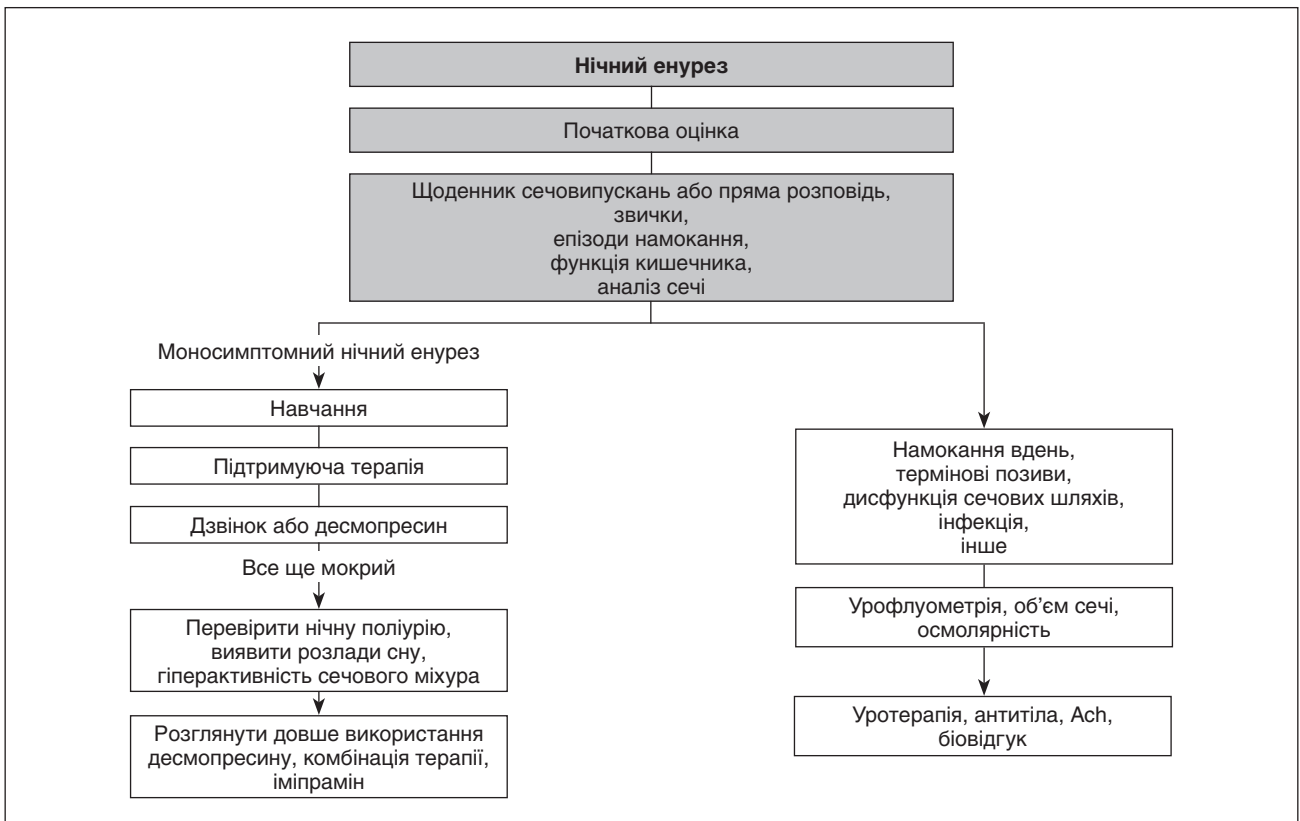 Нічний енурез
Початкова оцінка
Щоденник сечовипускань або пряма розповідь,
звички,
епізоди намокання,
функція кишечника,
аналіз сечі
Моносимптомний нічний енурез
Навчання
Підтримуюча терапія
Дзвінок або десмопресин
Все ще мокрий
Перевірити нічну поліурію,
виявити розлади сну,
гіперактивність сечового міхура
Розглянути довше використання
десмопресину, комбінація терапії,
іміпрамін
Намокання вдень,
термінові позиви,
дисфункція сечових шляхів,
інфекція,
інше
Урофлуометрія, об’єм сечі,
осмолярність
Уротерапія, антитіла, Ach,
біовідгук